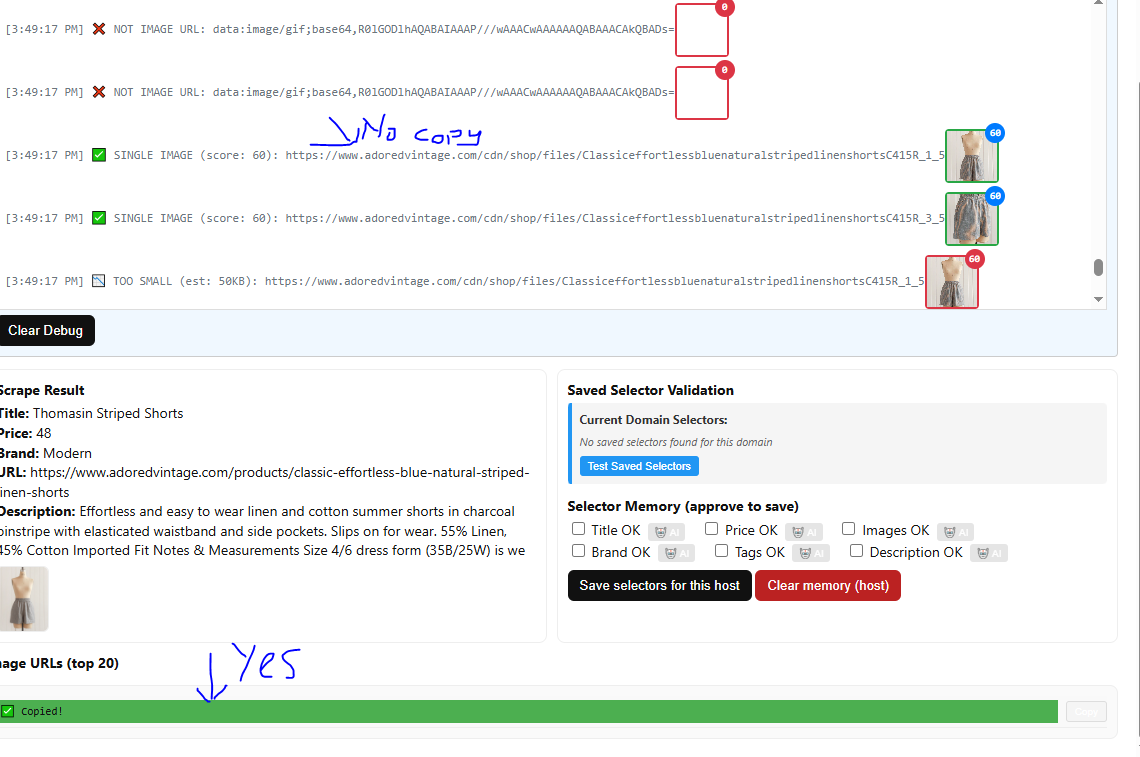 [3:49:17 PM] ❌ NOT IMAGE URL: data:image/gif;base64,R0lGODlhAQABAIAAAP///wAAACwAAAAAAQABAAACAkQBADs=
0
[3:49:17 PM] ❌ NOT IMAGE URL: data:image/gif;base64,R0lGODlhAQABAIAAAP///wAAACwAAAAAAQABAAACAkQBADs=
0
No copy
[3:49:17 PM] ✅ SINGLE IMAGE (score: 60): https://www.adoredvintage.com/cdn/shop/files/ClassiceffortlessbluenaturalstripedlinenshortsC415R_1_5
60
[3:49:17 PM] ✅ SINGLE IMAGE (score: 60): https://www.adoredvintage.com/cdn/shop/files/ClassiceffortlessbluenaturalstripedlinenshortsC415R_3_5
60
[3:49:17 PM] 📉 TOO SMALL (est: 50KB): https://www.adoredvintage.com/cdn/shop/files/ClassiceffortlessbluenaturalstripedlinenshortsC415R_1_5
60
Clear Debug
Scrape Result
Title: Thomasin Striped Shorts
Price: 48
Brand: Modern
URL: https://www.adoredvintage.com/products/classic-effortless-blue-natural-striped-
linen-shorts
Description: Effortless and easy to wear linen and cotton summer shorts in charcoal
pinstripe with elasticated waistband and side pockets. Slips on for wear. 55% Linen,
45% Cotton Imported Fit Notes & Measurements Size 4/6 dress form (35B/25W) is we
Saved Selector Validation
Current Domain Selectors:
No saved selectors found for this domain
Test Saved Selectors
Selector Memory (approve to save)
Title OK AI Price OK AI Images OK AI
Brand OK AI Tags OK AI Description OK AI
Save selectors for this host Clear memory (host)
Yes
mage URLs (top 20)
✅ Copied!
Copy